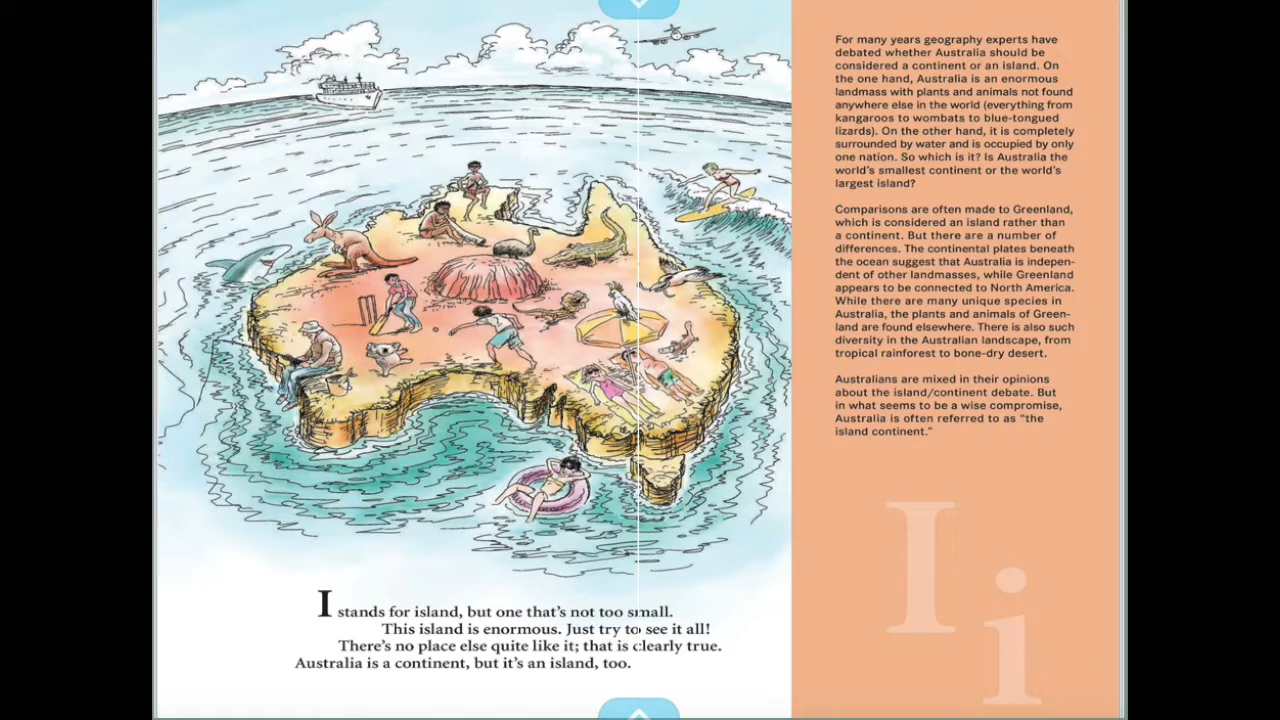 I stands for island, but one that's not too small.
This island is enormous. Just try to see it all!
There's no place else quite like it; that is clearly true.
Australia is a continent, but it's an island, too.
For many years geography experts have
debated whether Australia should be
considered a continent or an island. On
the one hand, Australia is an enormous
landmass with plants and animals not found
anywhere else in the world (everything from
kangaroos to wombats to blue-tongued
lizards). On the other hand, it is completely
surrounded by water and is occupied by only
one nation. So which is it? Is Australia the
world's smallest continent or the world's
largest island?
Comparisons are often made to Greenland,
which is considered an island rather than
a continent. But there are a number of
differences. The continental plates beneath
the ocean suggest that Australia is indepen-
dent of other landmasses, while Greenland
appears to be connected to North America.
While there are many unique species in
Australia, the plants and animals of Green-
land are found elsewhere. There is also such
diversity in the Australian landscape, from
tropical rainforest to bone-dry desert.
Australians are mixed in their opinions
about the island/continent debate. But
in what seems to be a wise compromise,
Australia is often referred to as "the
island continent."
I i